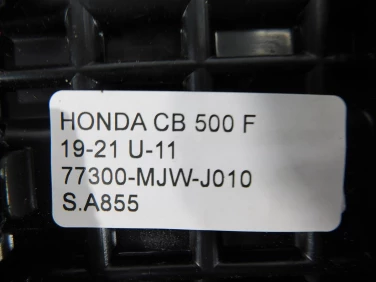 HONDA CB 500 F
19-21 U-11
77300-MJW-J010
S.A855